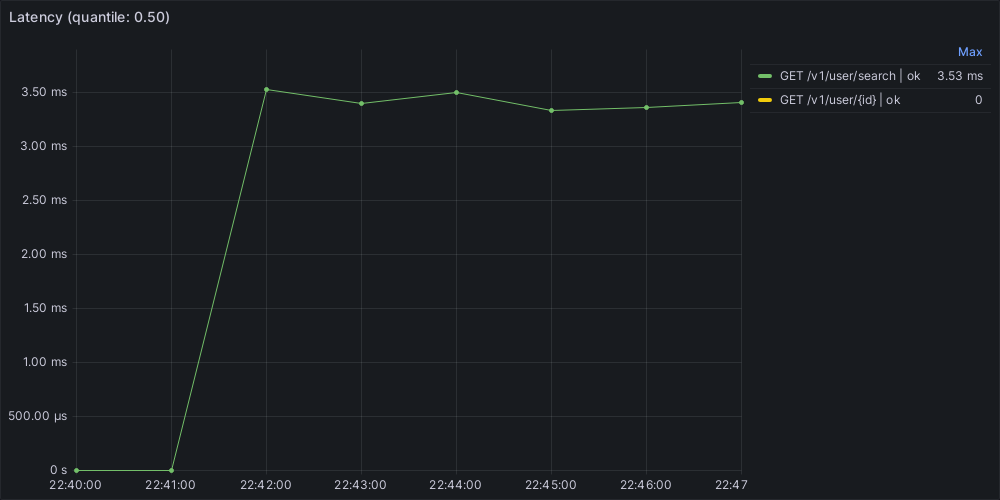 Latency (quantile: 0.50)
Max
GET /v1/user/search | ok 3.53 ms
GET /v1/user/{id} | ok 0
3.50 ms
3.00 ms
2.50 ms
2.00 ms
1.50 ms
1.00 ms
500.00 µs
0 s
22:40:00 22:41:00 22:42:00 22:43:00 22:44:00 22:45:00 22:46:00 22:47